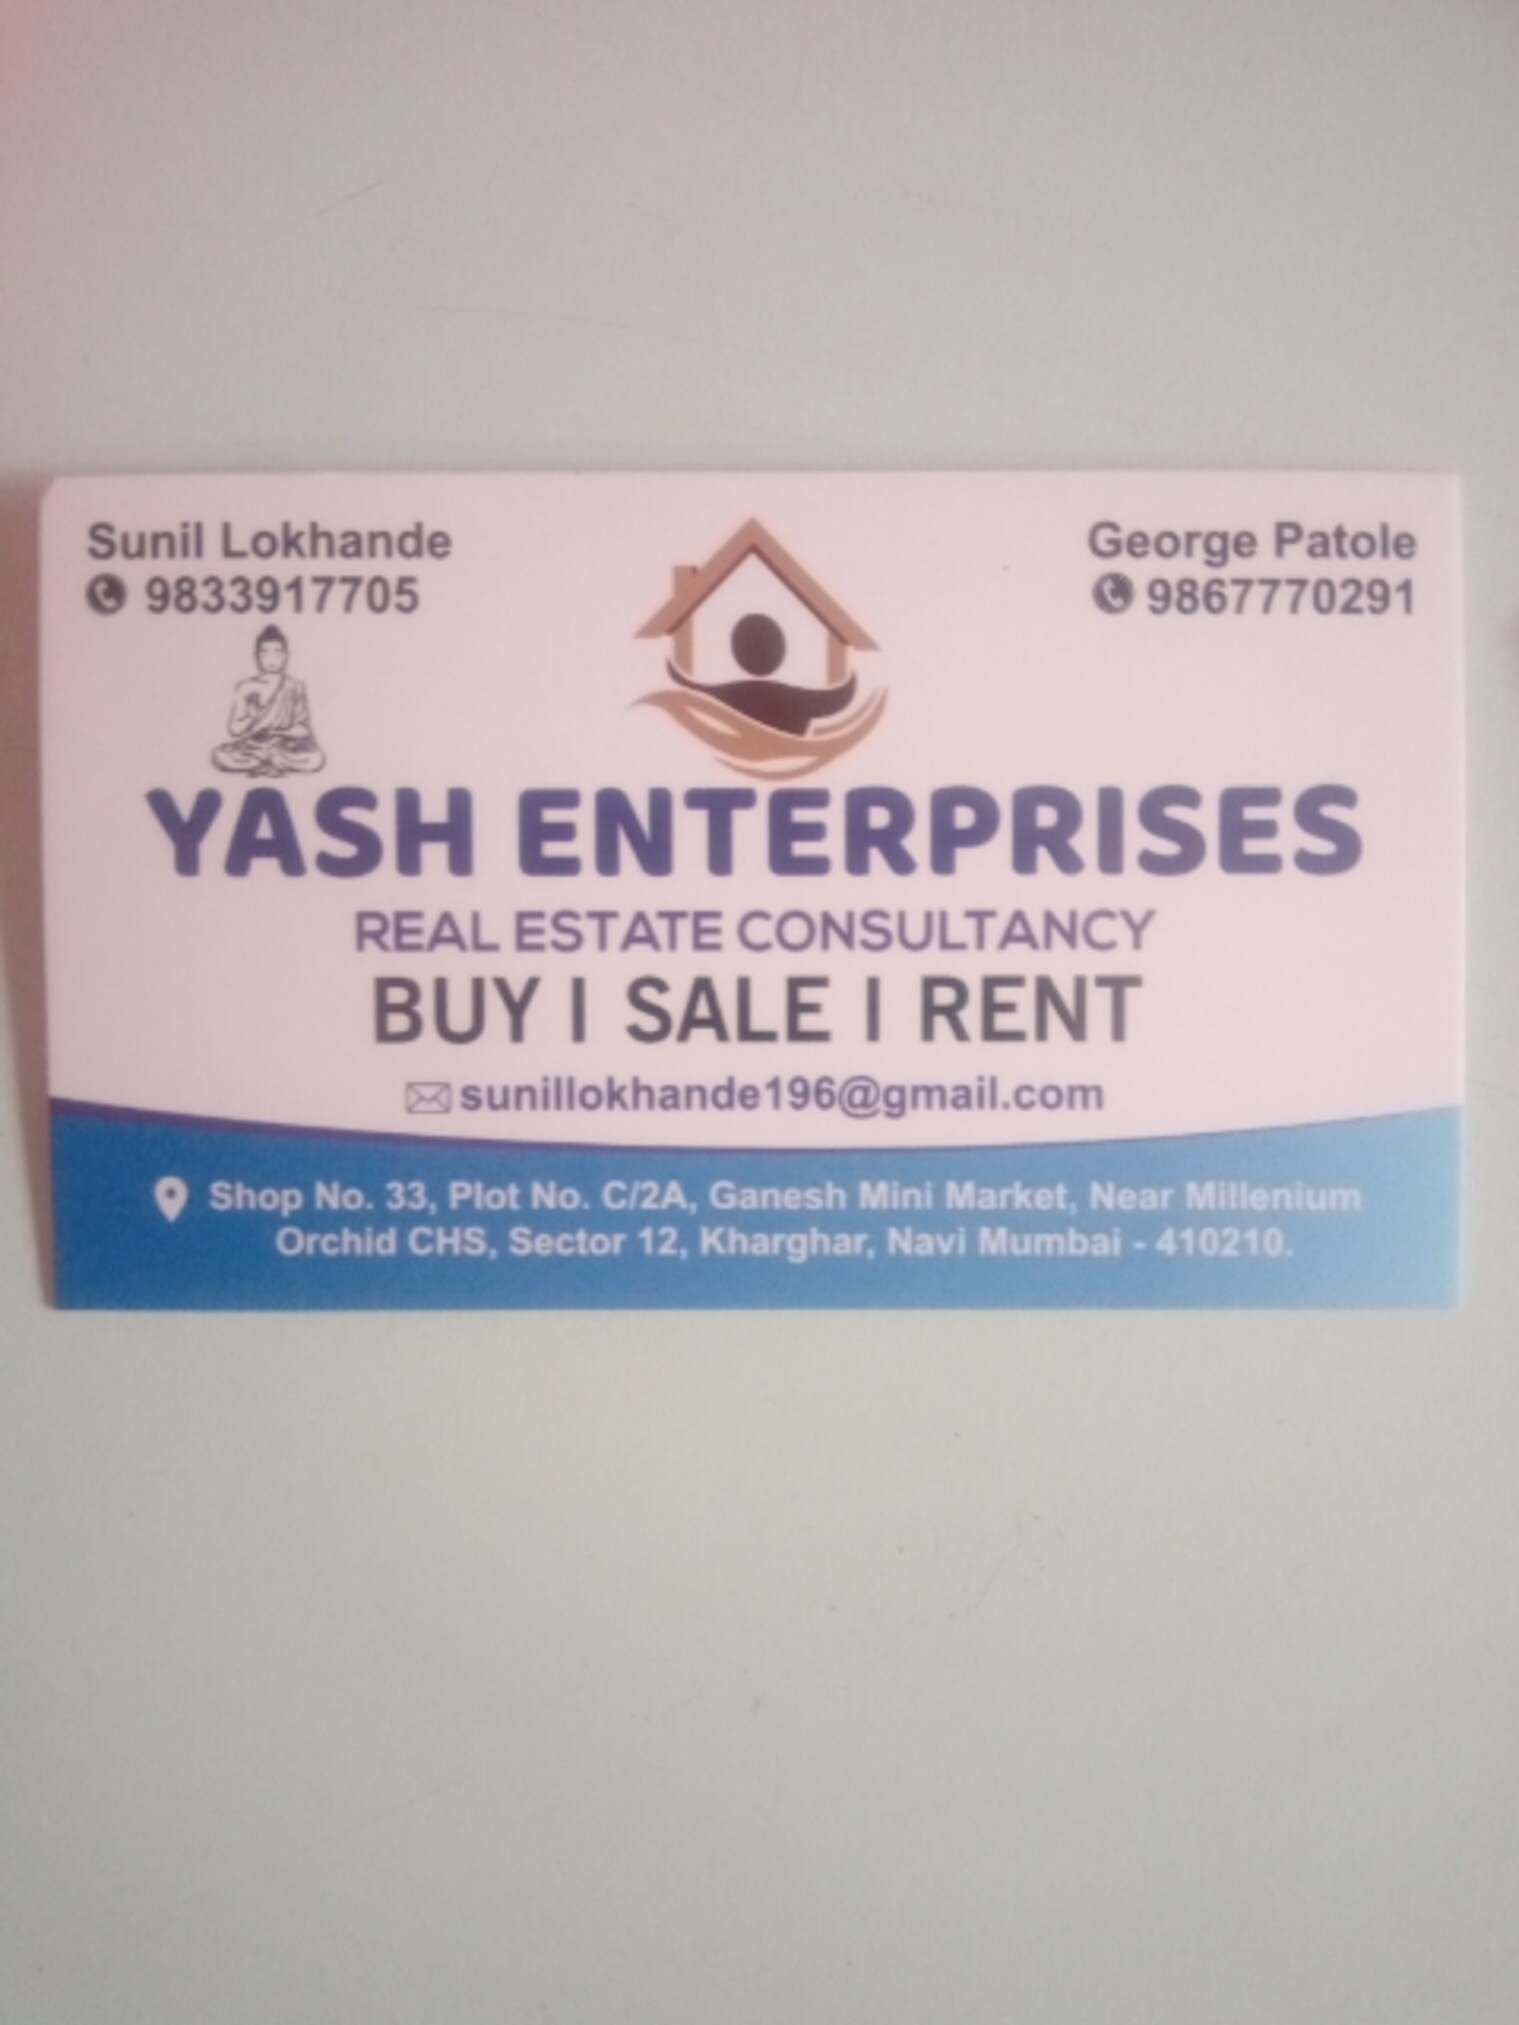 Sunil Lokhande
9833917705
George Patole
9867770291
YASH ENTERPRISES
REAL ESTATE CONSULTANCY
BUY | SALE | RENT
sunillokhande196@gmail.com
Shop No. 33, Plot No. C/2A, Ganesh Mini Market, Near Millenium
Orchid CHS, Sector 12, Kharghar, Navi Mumbai - 410210.